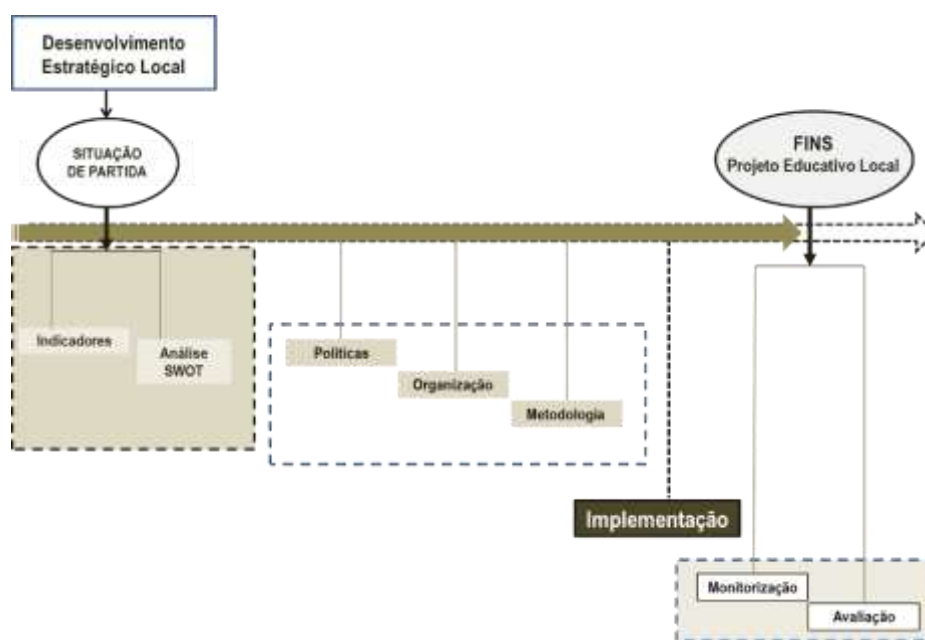 Desenvolvimento
Estratégico Local
SITUAÇÃO
DE PARTIDA
FINS
Projeto Educativo Local
Indicadores
Análise
SWOT
Políticas
Organização
Metodologia
Implementação
Monitorização
Avaliação